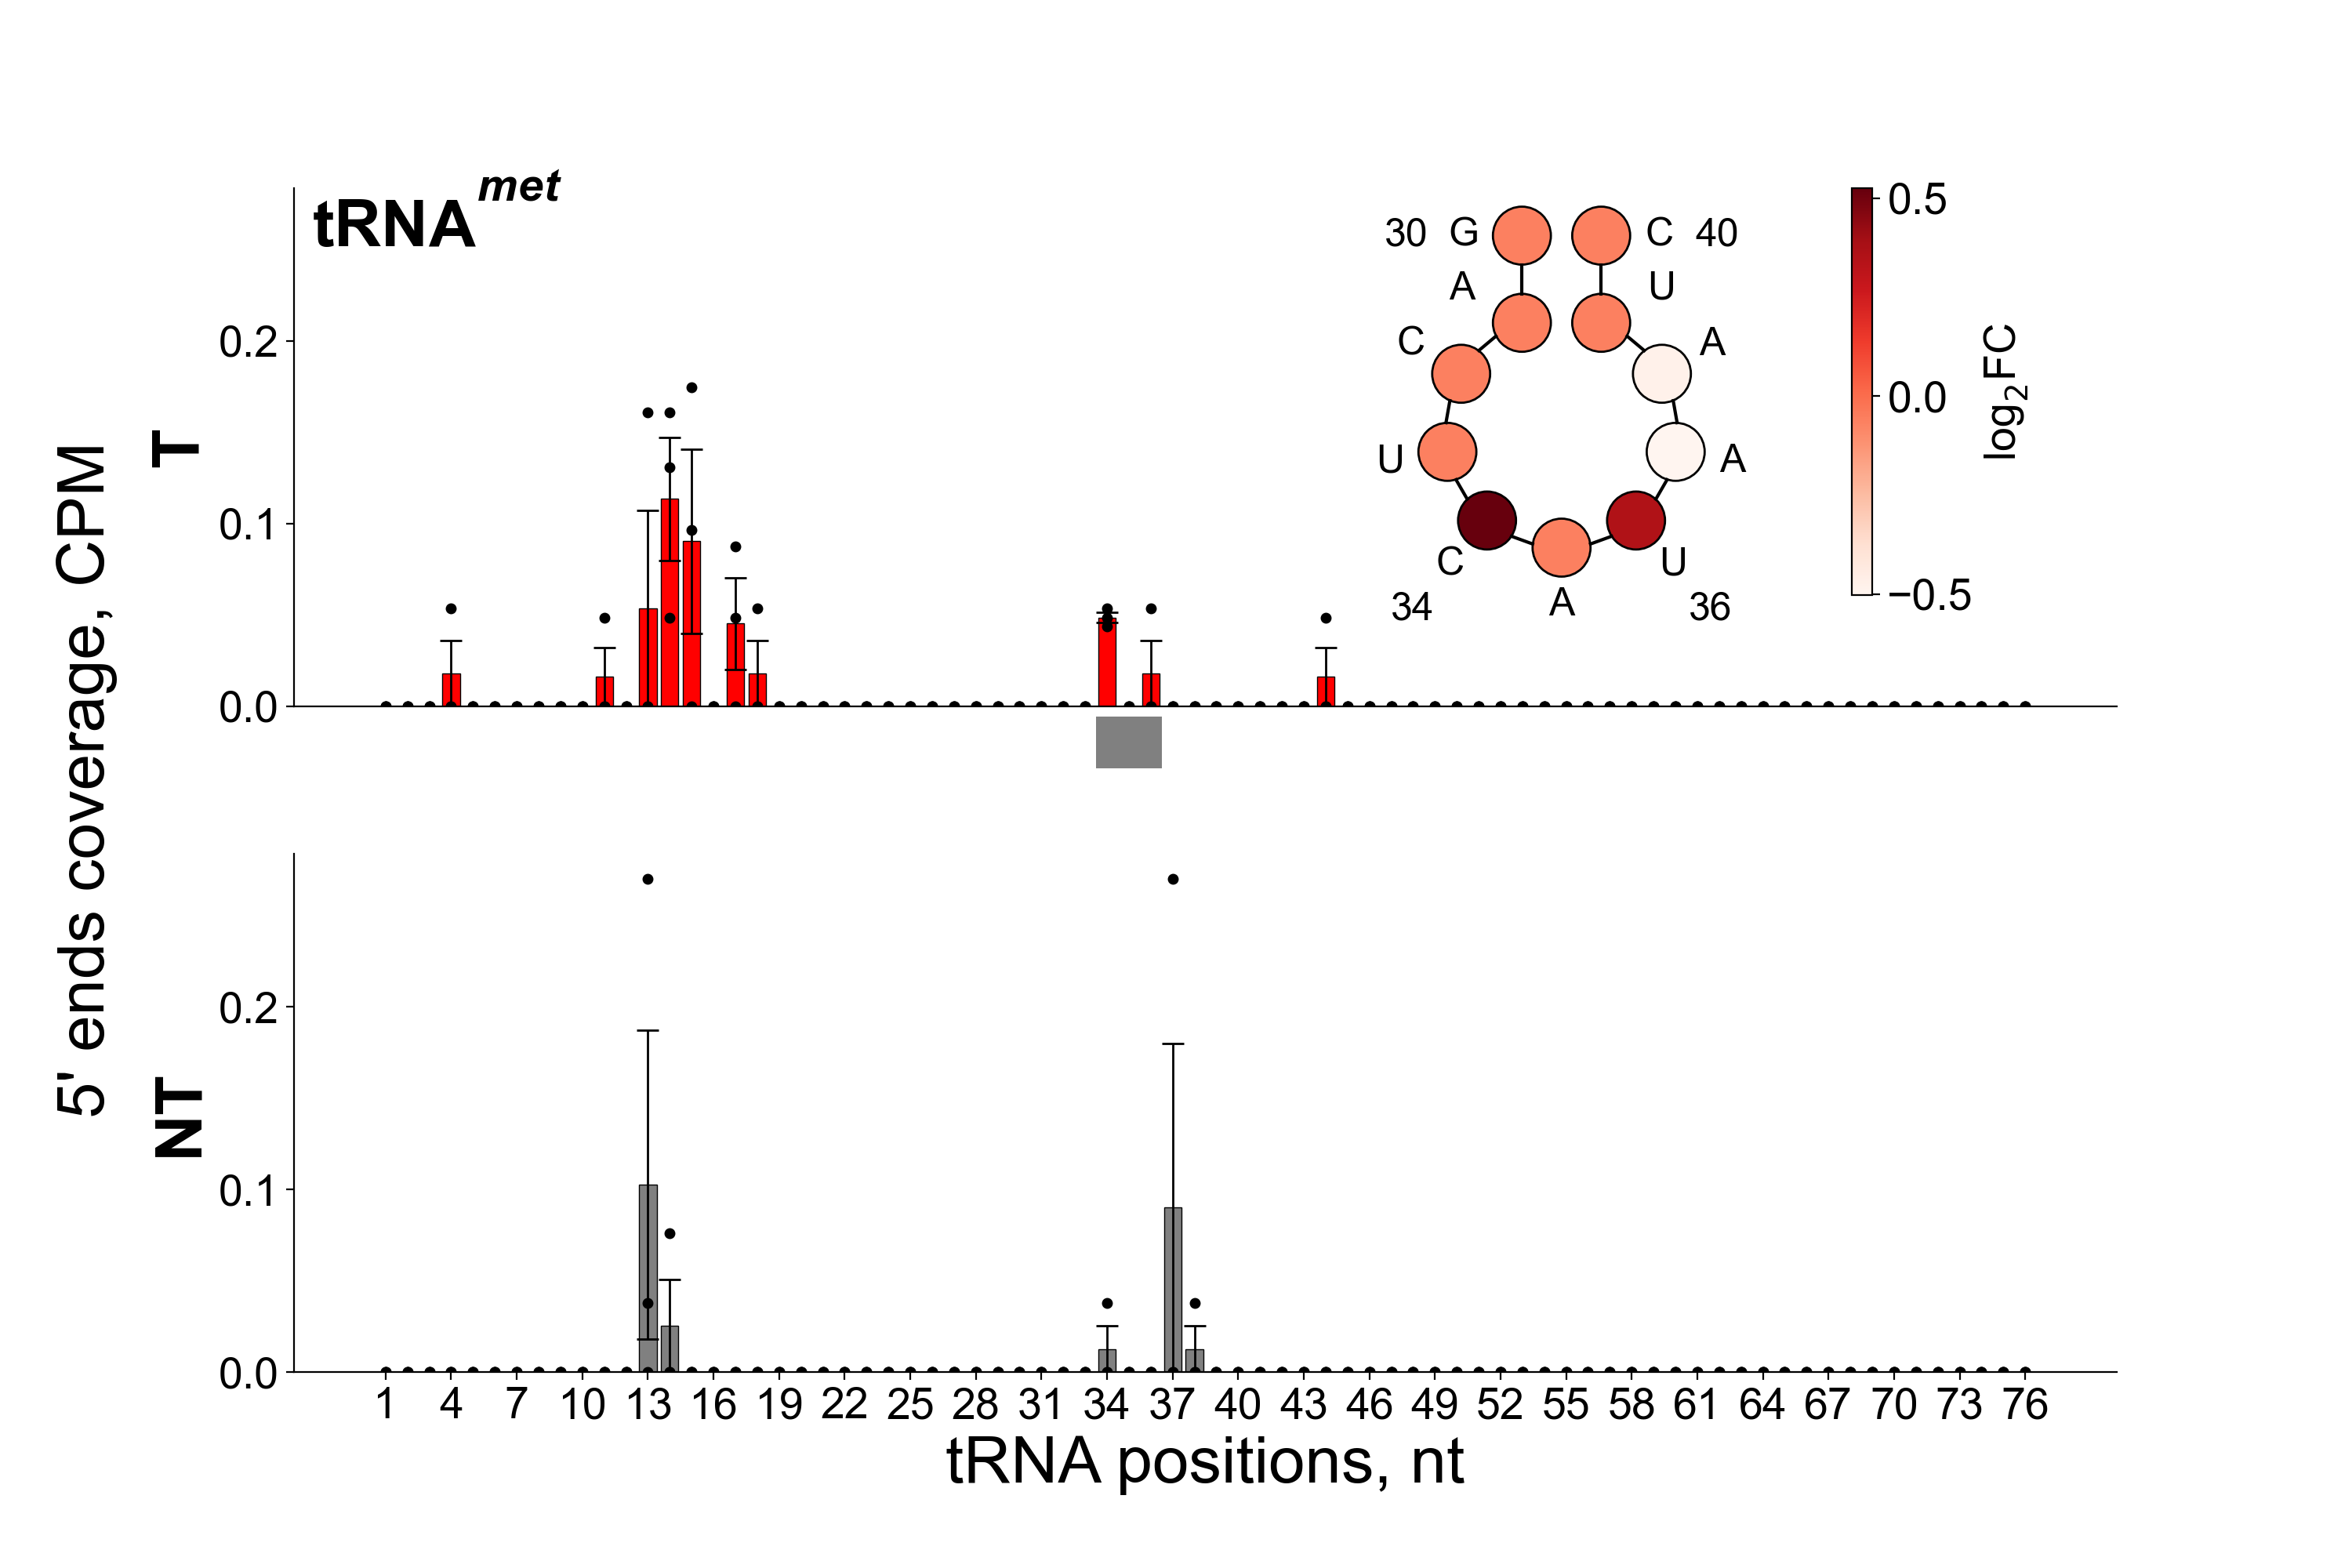 tRNA^met
5' ends coverage, CPM
T
0.2
0.1
0.0
30 G C 40
A U
C A
U A
C U
34 A 36
0.5
0.0
−0.5
log₂FC
NT
0.2
0.1
0.0
1 4 7 10 13 16 19 22 25 28 31 34 37 40 43 46 49 52 55 58 61 64 67 70 73 76
tRNA positions, nt